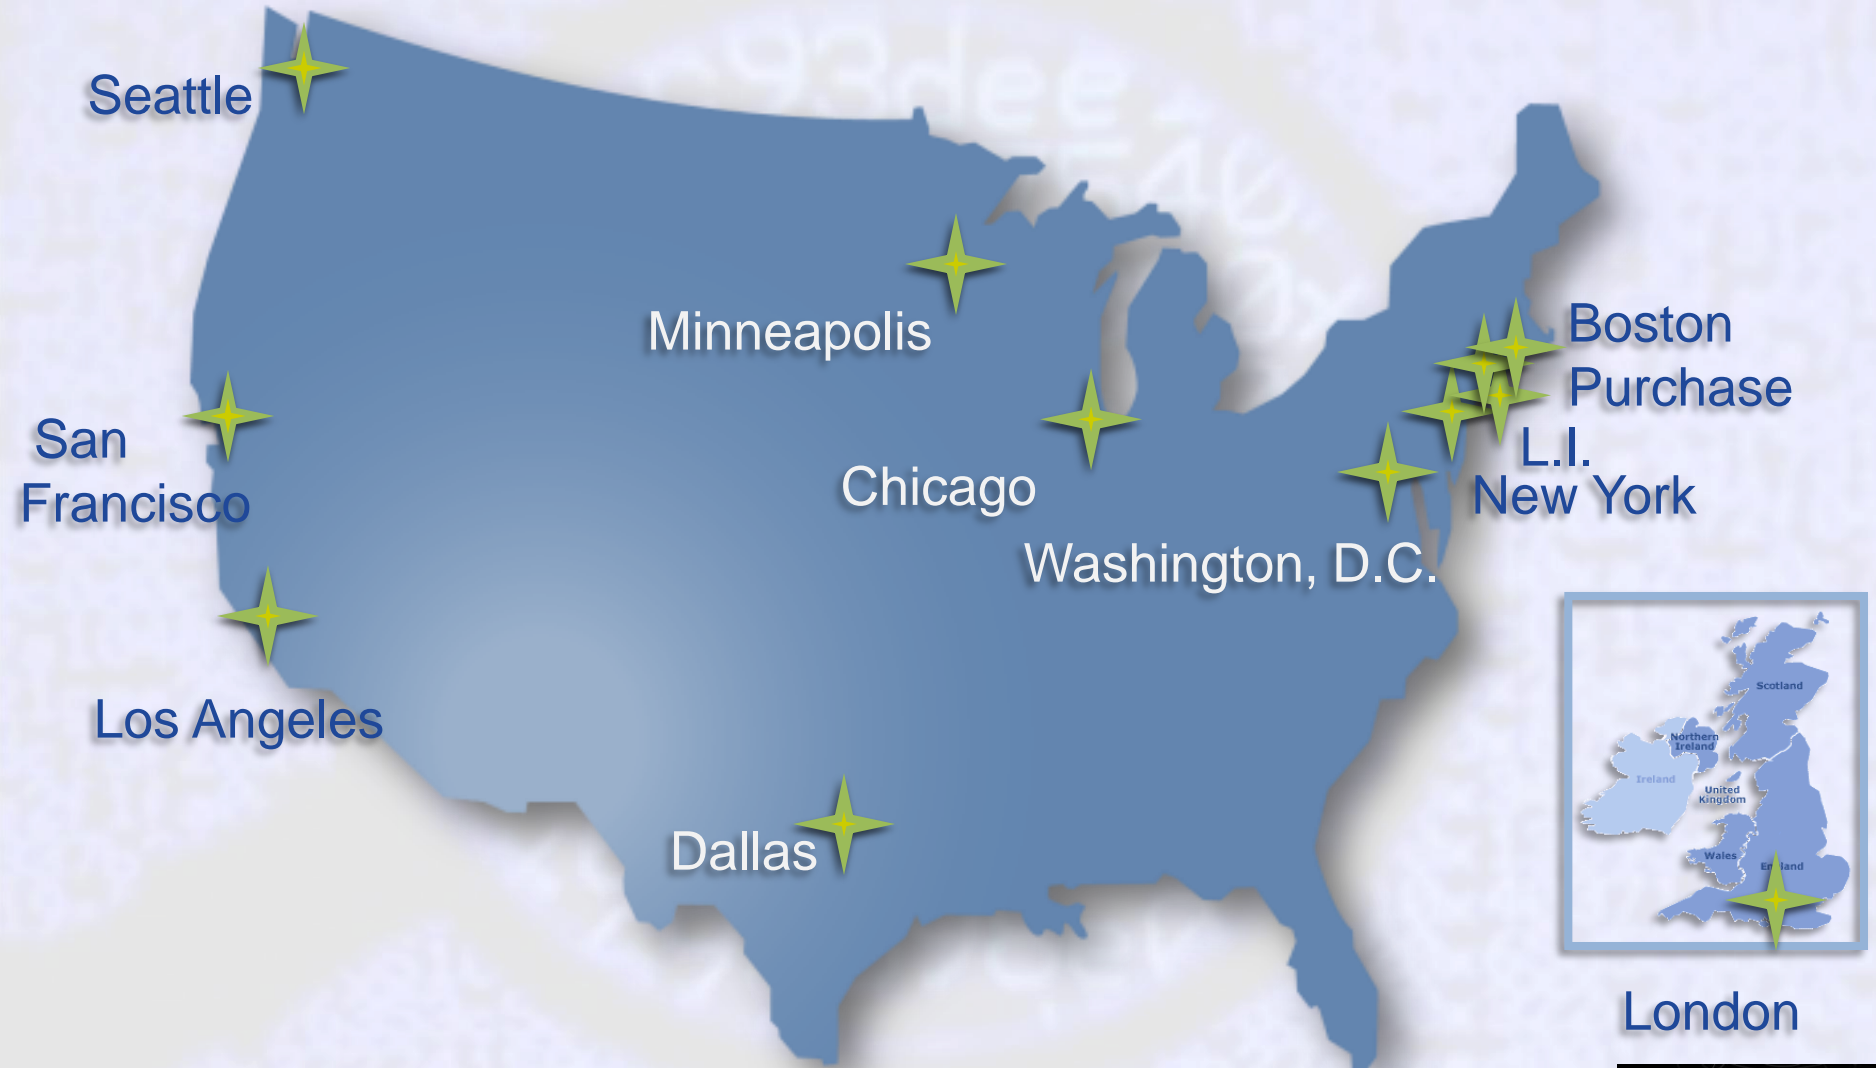 Seattle
Minneapolis
Boston
Purchase
San
Francisco
L.I.
Chicago
New York
Washington, D.C.
Los Angeles
Dallas
Scotland
Northern
Ireland
Ireland
United
Kingdom
Wales
London